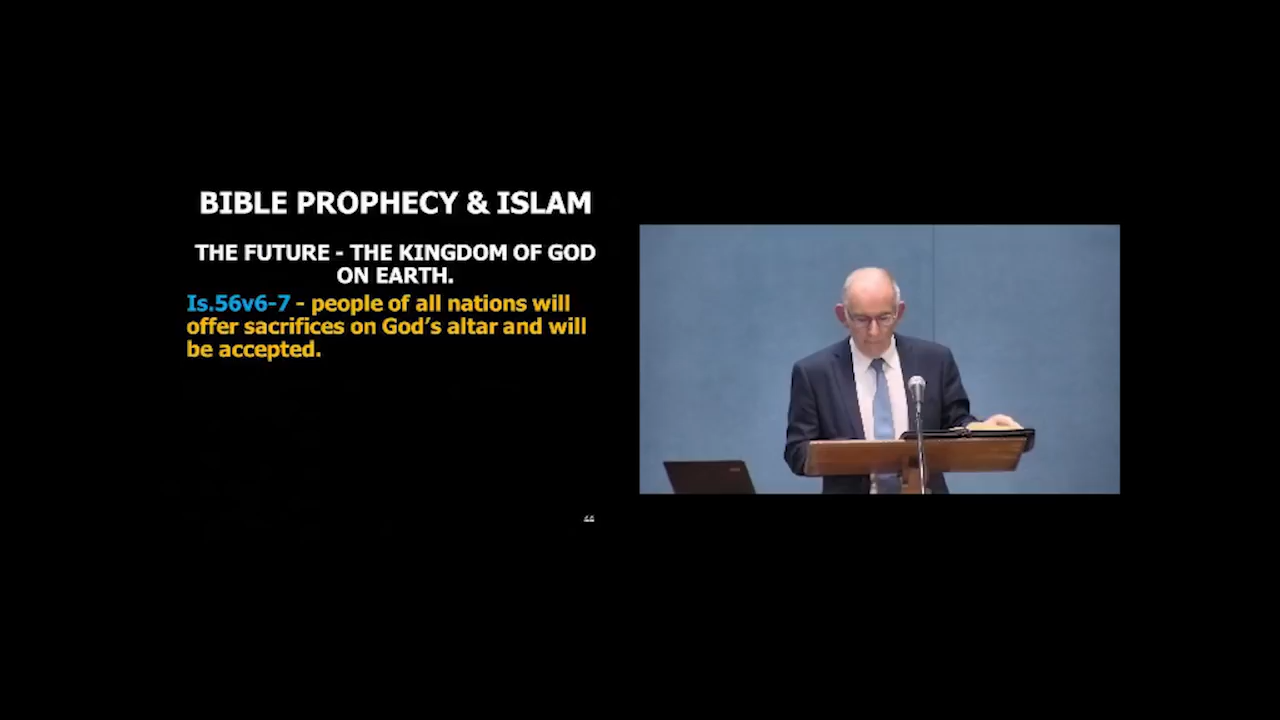 BIBLE PROPHECY & ISLAM
THE FUTURE - THE KINGDOM OF GOD
ON EARTH.
Is.56v6-7 - people of all nations will
offer sacrifices on God’s altar and will
be accepted.